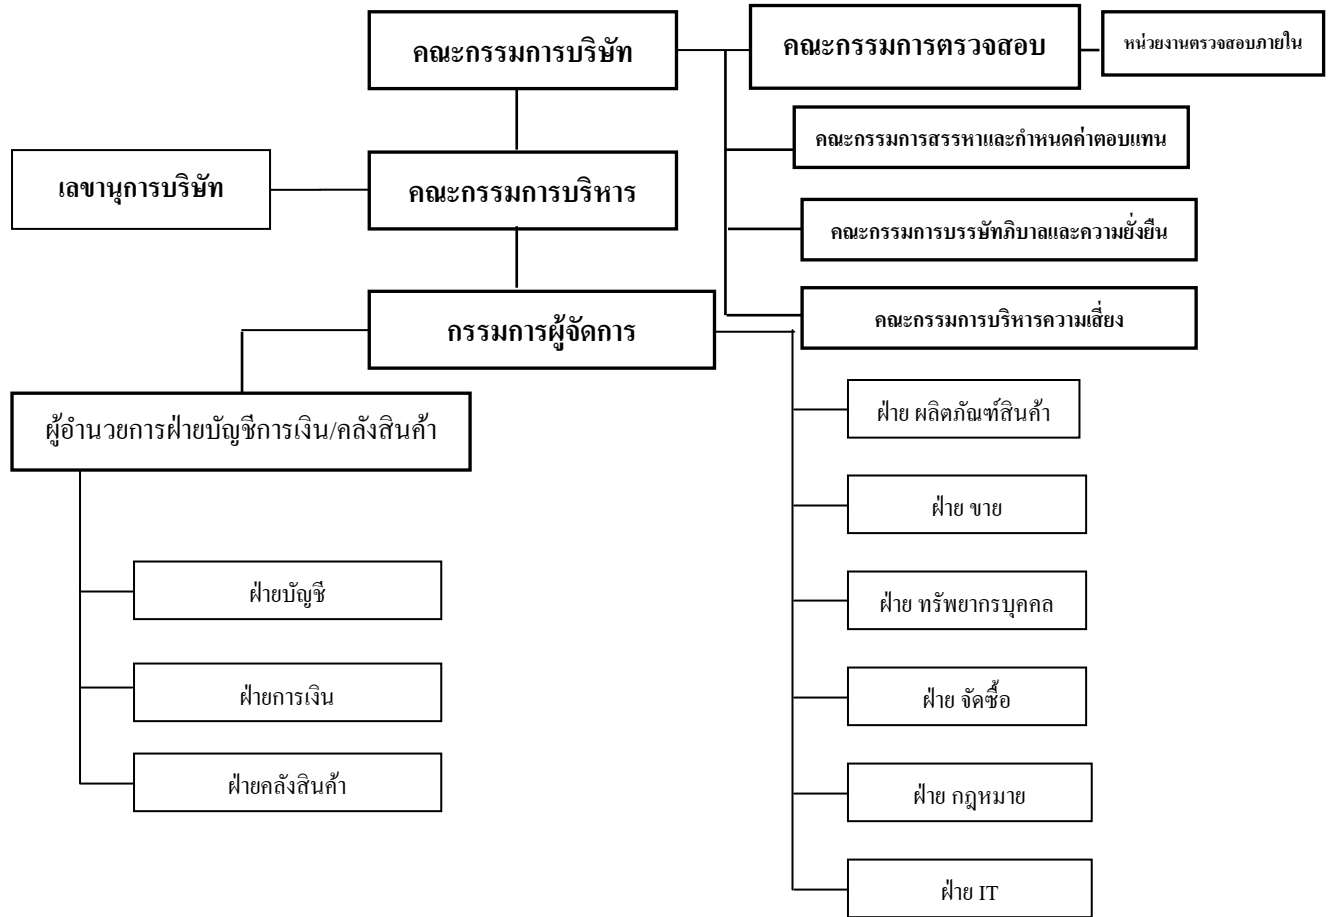 คณะกรรมการบริษัท
คณะกรรมการตรวจสอบ
หน่วยงานตรวจสอบภายใน
คณะกรรมการสรรหาและกำหนดค่าตอบแทน
เลขานุการบริษัท
คณะกรรมการบริหาร
คณะกรรมการบรรษัทภิบาลและความยั่งยืน
กรรมการผู้จัดการ
คณะกรรมการบริหารความเสี่ยง
ผู้อำนวยการฝ่ายบัญชีการเงิน/คลังสินค้า
ฝ่ายบัญชี
ฝ่ายการเงิน
ฝ่ายคลังสินค้า
ฝ่าย ผลิตภัณฑ์สินค้า
ฝ่าย ขาย
ฝ่าย ทรัพยากรบุคคล
ฝ่าย จัดซื้อ
ฝ่าย กฎหมาย
ฝ่าย IT